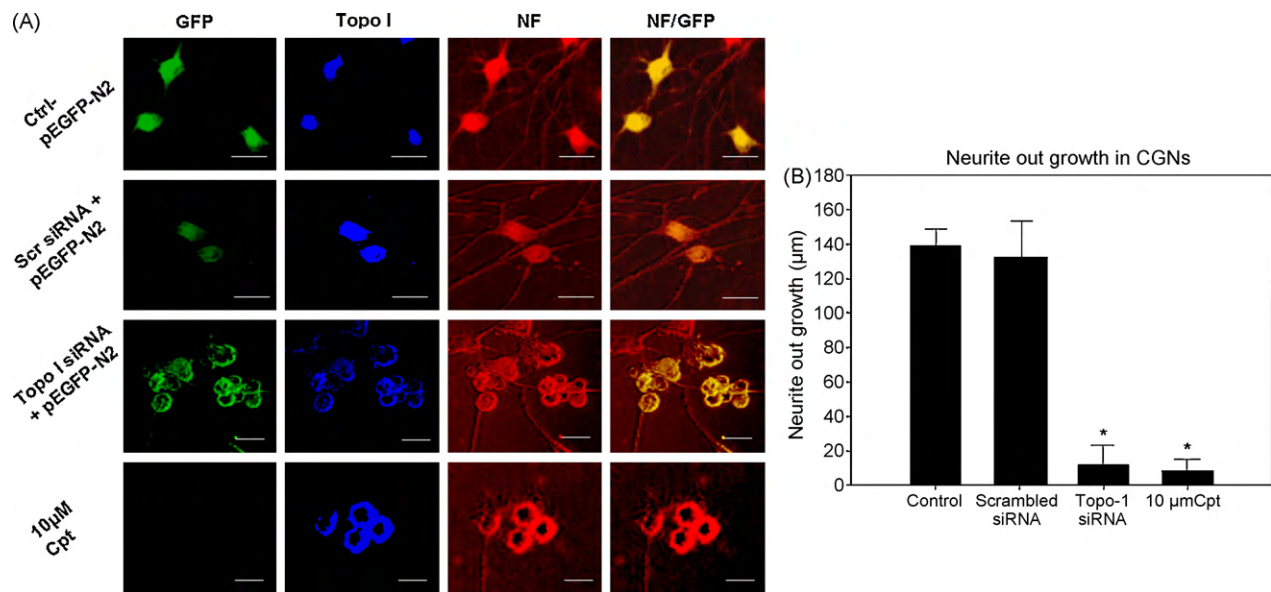 (A)
GFP
Topo I
NF
NF/GFP
Ctrl-
pEGFP-N2
Scr siRNA +
pEGFP-N2
Topo I siRNA
+ pEGFP-N2
10µM
Cpt
(B)
Neurite out growth in CGNs
Neurite out growth (µm)
180
160
140
120
100
80
60
40
20
0
*
*
Control
Scrambled
siRNA
Topo-1
siRNA
10 µmCpt